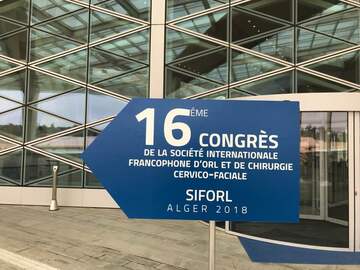 16ÈME CONGRÈS
DE LA SOCIÉTÉ INTERNATIONALE
FRANCOPHONE D'ORL ET DE CHIRURGIE
CERVICO-FACIALE
SIFORL
ALGER 2018